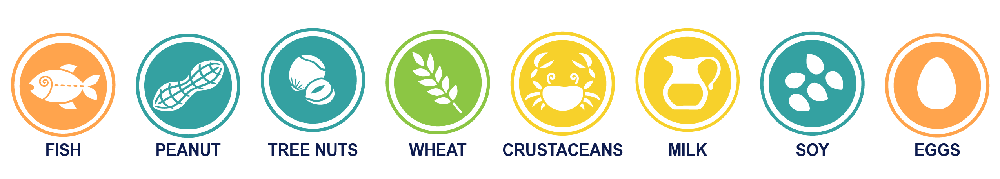 FISH PEANUT TREE NUTS WHEAT CRUSTACEANS MILK SOY EGGS